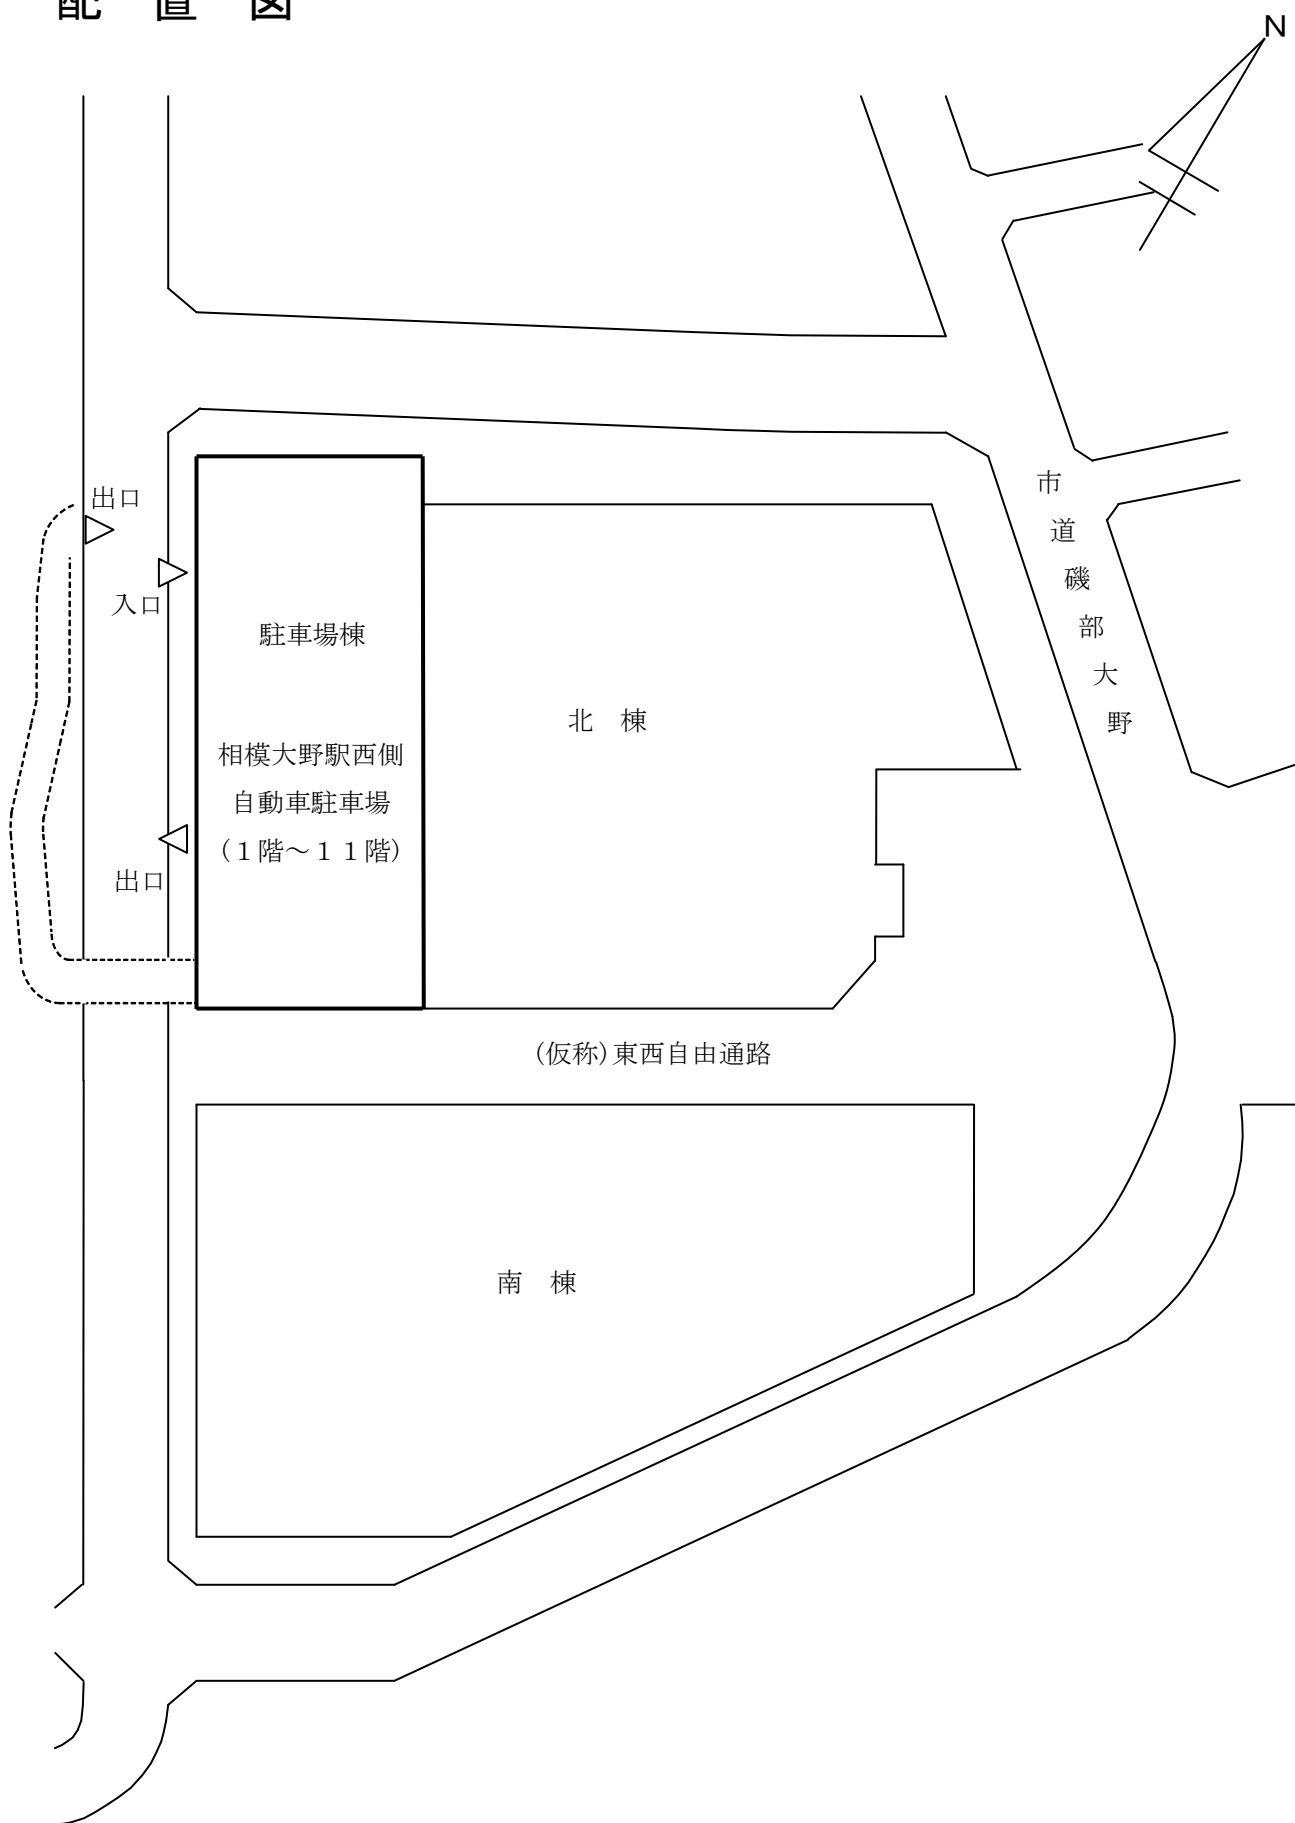 配　置　図
N
出口
入口
駐車場棟
相模大野駅西側
自動車駐車場
（１階～１１階）
出口
北　棟
市道磯部大野
（仮称）東西自由通路
南　棟